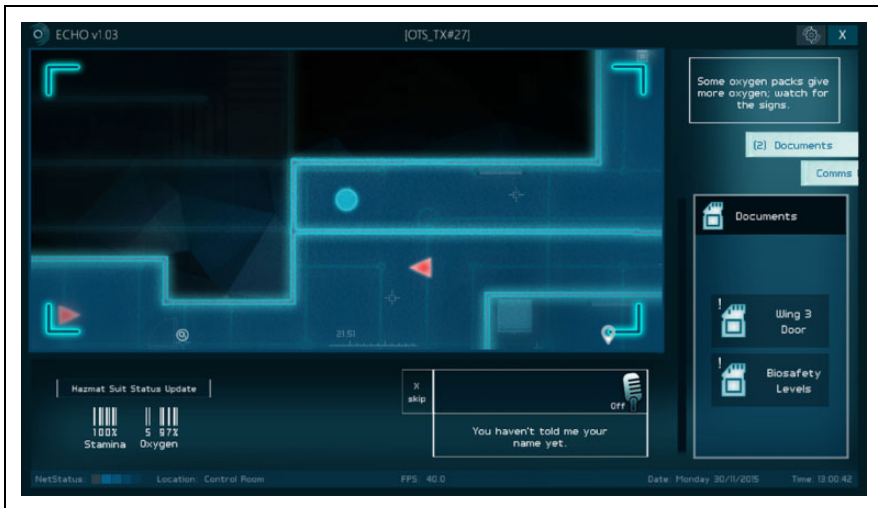 ECHO v1.03
[OTS_TX#27]
X
Some oxygen packs give
more oxygen; watch for
the signs.
(2) Documents
Comms
Documents
!
Wing 3
Door
!
Biosafety
Levels
21:51
Hazmat Suit Status Update
100%
Stamina
5 97%
Oxygen
X
skip
Off
You haven't told me your
name yet.
NetStatus:
Location: Control Room
FPS: 40.0
Date: Monday 30/11/2015
Time: 13:00:42